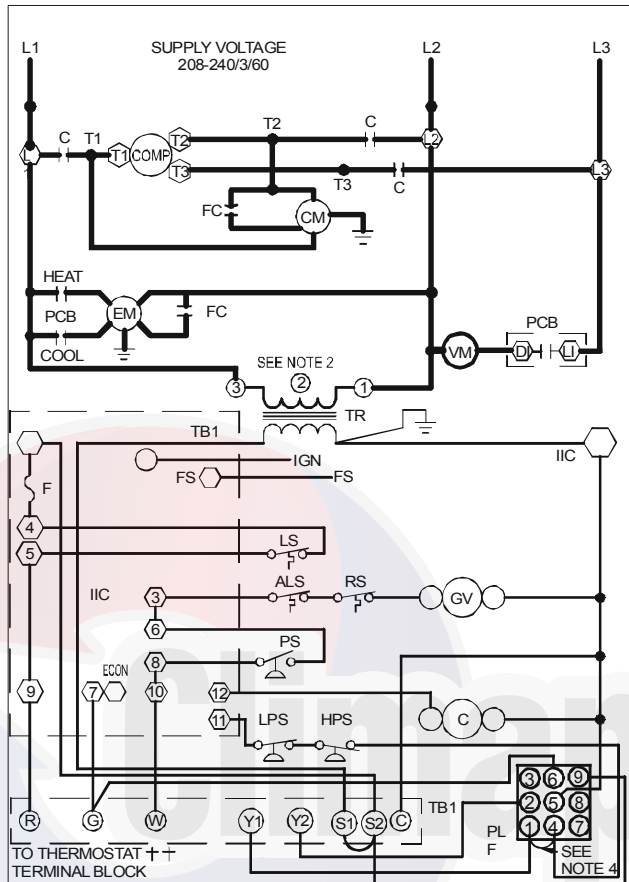 L1 L2 L3
SUPPLY VOLTAGE
208-240/3/60
C T1 T2 C
T1 COMP T2 L2
T3 T3 C L3
FC CM
HEAT
PCB EM FC PCB
COOL
VM DI LI
SEE NOTE 2
3 2 1
TR
TB1 IIC
IGN
FS FS
F
4
5 LS
IIC 3 ALS RS GV
6
8 PS
ECON
9 7 10 12 C
11 LPS HPS
3 6 9
2 5 8
1 4 7
R G W Y1 Y2 S1 S2 C TB1
PL
F
SEE
NOTE 4
TO THERMOSTAT ††
TERMINAL BLOCK
Climap